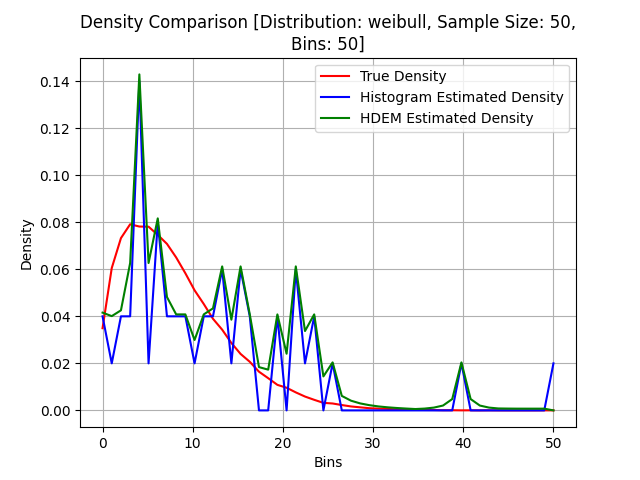 Density Comparison [Distribution: weibull, Sample Size: 50,
Bins: 50]
True Density
Histogram Estimated Density
HDEM Estimated Density
Density
0.14
0.12
0.10
0.08
0.06
0.04
0.02
0.00
0
10
20
30
40
50
Bins